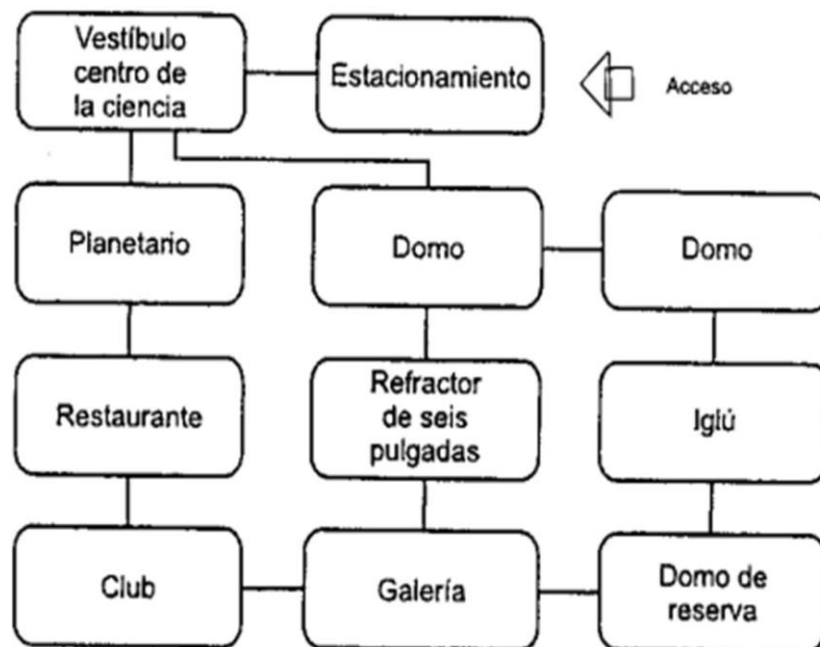 Vestíbulo
centro de
la ciencia
Estacionamiento
Acceso
Planetario
Domo
Domo
Restaurante
Refractor
de seis
pulgadas
Iglú
Club
Galería
Domo de
reserva